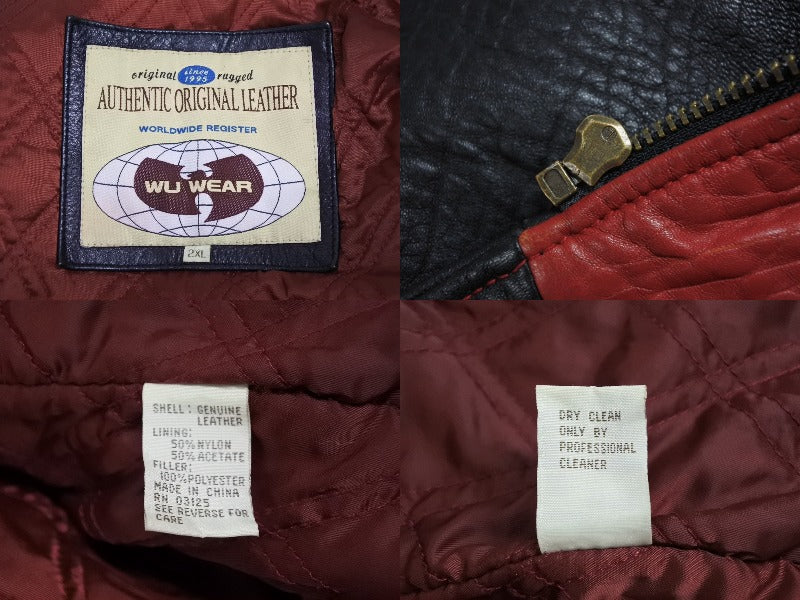 original since 1995 rugged
AUTHENTIC ORIGINAL LEATHER
WORLDWIDE REGISTER
WU WEAR
2XL
SHELL: GENUINE
LEATHER
LINING:
50%NYLON
50%ACETATE
FILLER:
100%POLYESTER
MADE IN CHINA
RN 03125
SEE REVERSE FOR
CARE
DRY CLEAN
ONLY BY
PROFESSIONAL
CLEANER